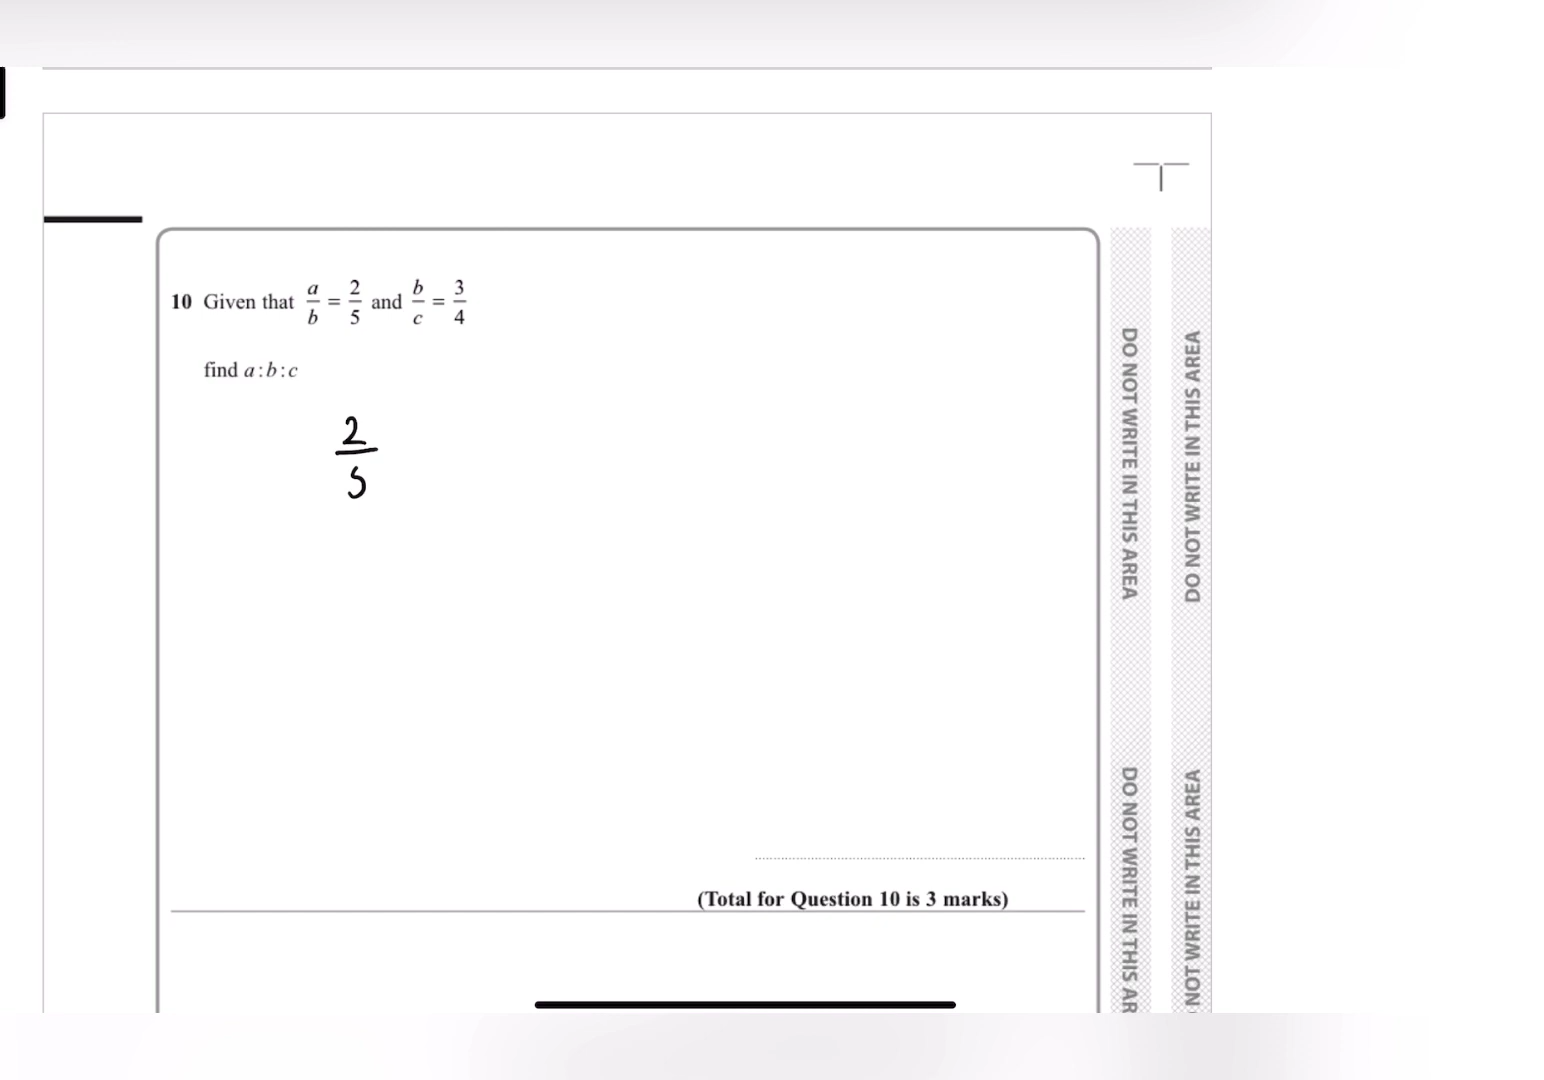 10 Given that a/b = 2/5 and b/c = 3/4
find a : b : c
2
5
(Total for Question 10 is 3 marks)
DO NOT WRITE IN THIS AREA
DO NOT WRITE IN THIS AREA
DO NOT WRITE IN THIS AR
NOT WRITE IN THIS AREA